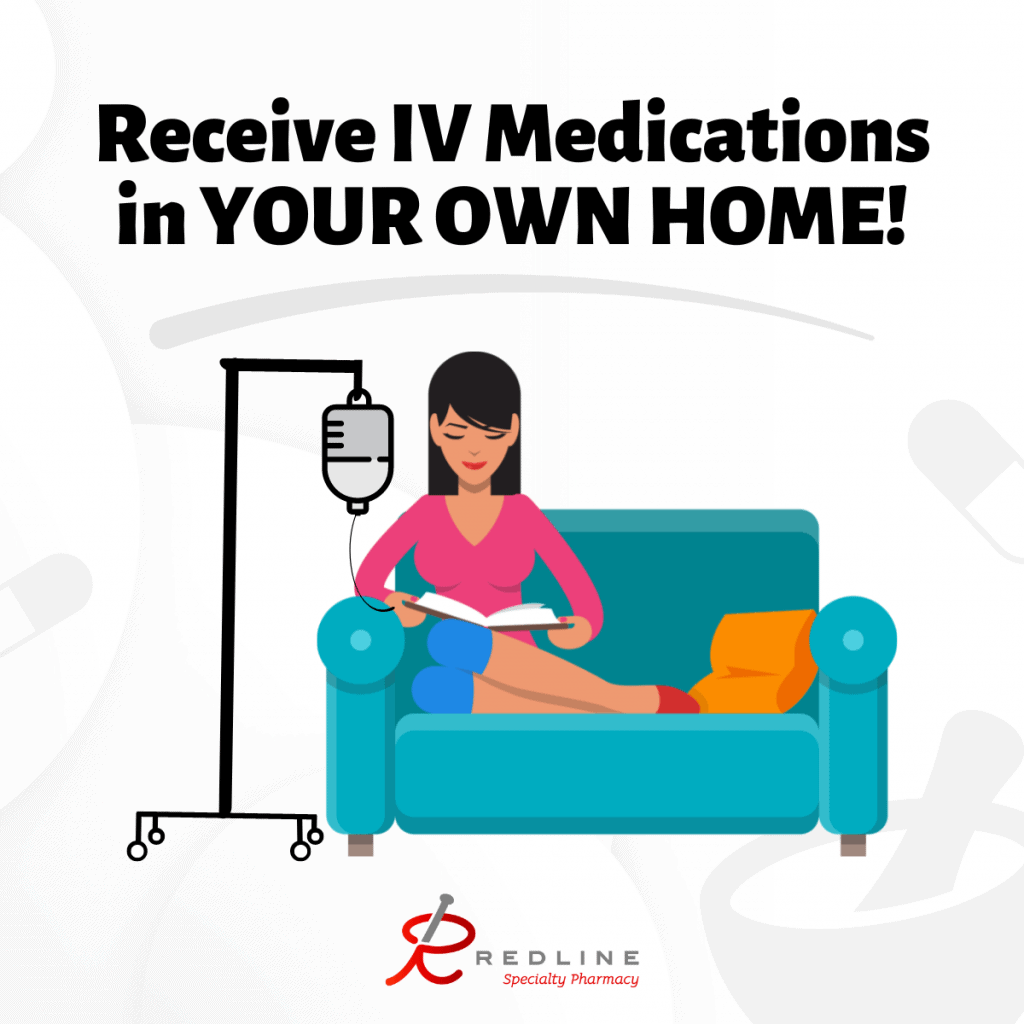 Receive IV Medications
in YOUR OWN HOME!
REDLINE
Specialty Pharmacy